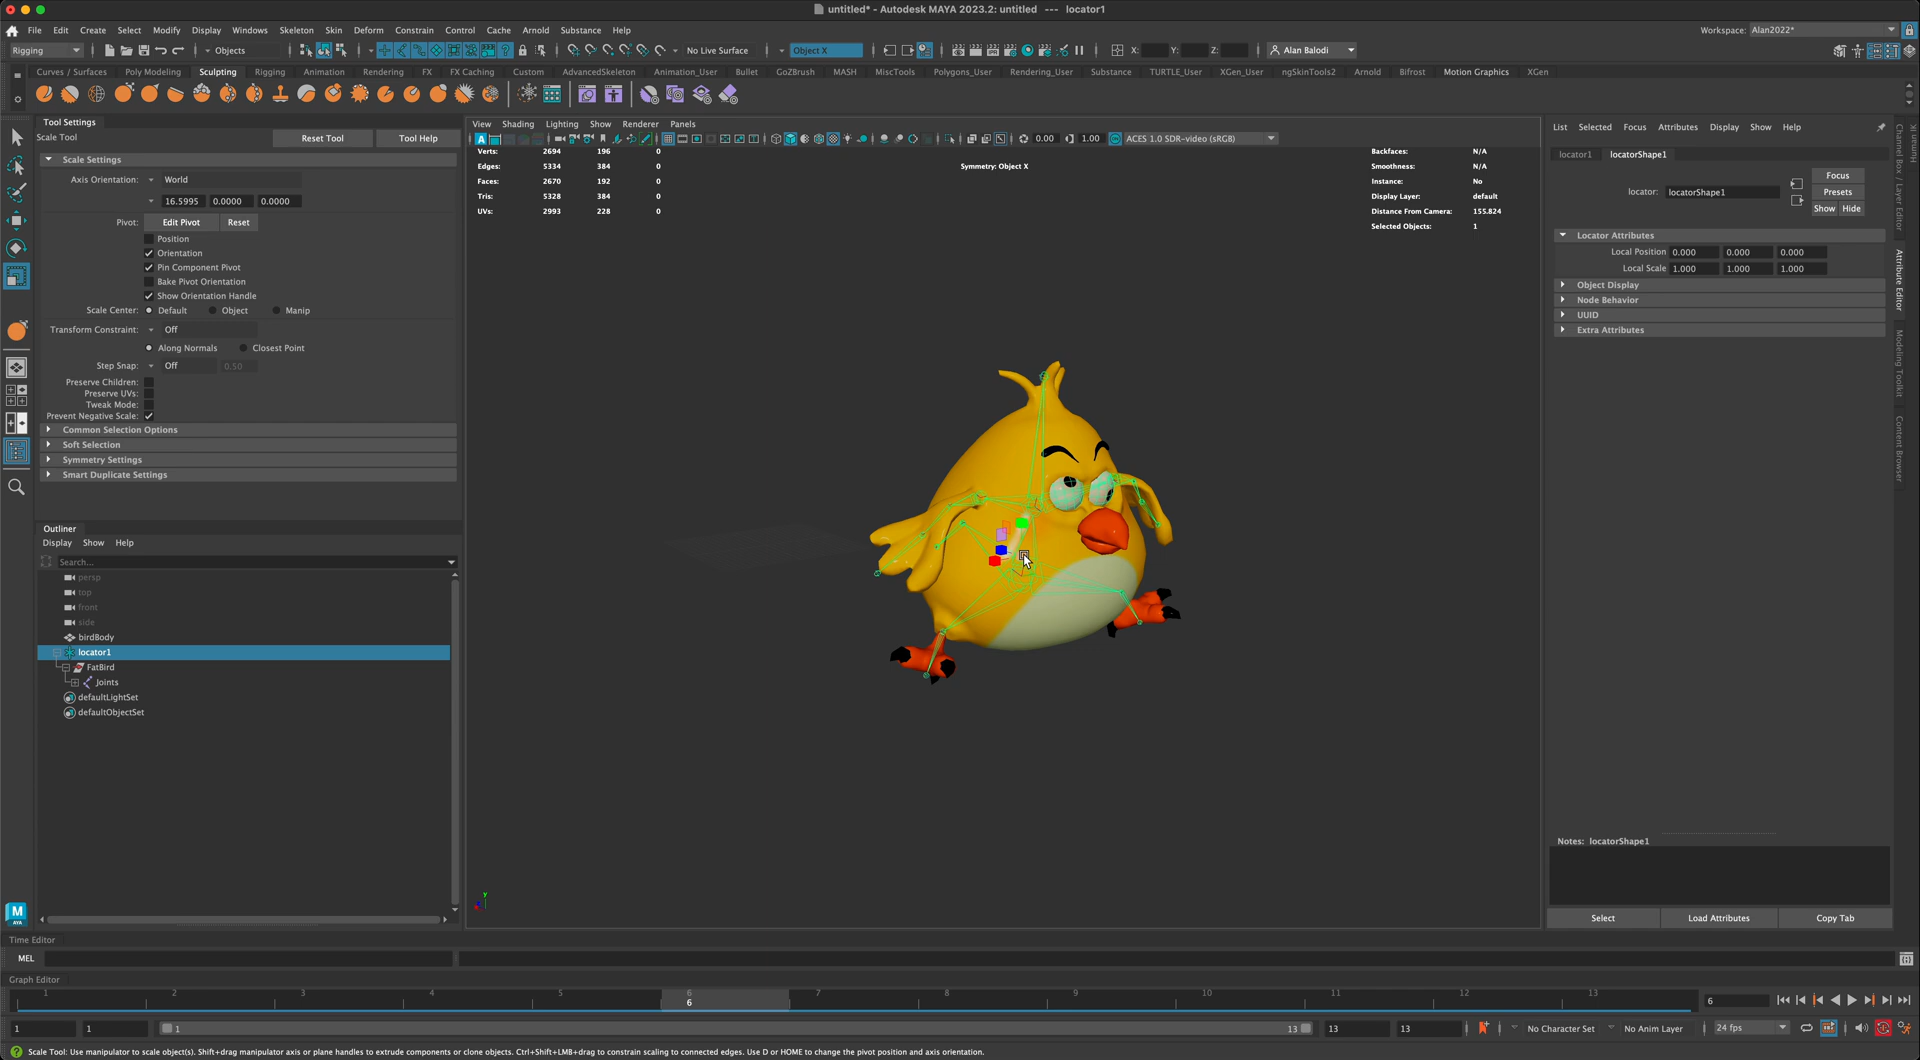 untitled* - Autodesk MAYA 2023.2: untitled --- locator1
File Edit Create Select Modify Display Windows Skeleton Skin Deform Constrain Control Cache Arnold Substance Help
Workspace: Alan2022*
Rigging Objects No Live Surface Object X X: Y: Z: Alan Balodi
Curves / Surfaces Poly Modeling Sculpting Rigging Animation Rendering FX FX Caching Custom AdvancedSkeleton Animation_User Bullet GoZBrush MASH MiscTools Polygons_User Rendering_User Substance TURTLE_User XGen_User ngSkinTools2 Arnold Bifrost Motion Graphics XGen
Tool Settings
Scale Tool Reset Tool Tool Help
Scale Settings
Axis Orientation: World
16.5995 0.0000 0.0000
Pivot: Edit Pivot Reset
Position
Orientation
Pin Component Pivot
Bake Pivot Orientation
Show Orientation Handle
Scale Center: Default Object Manip
Transform Constraint: Off
Along Normals Closest Point
Step Snap: Off 0.50
Preserve Children:
Preserve UVs:
Tweak Mode:
Prevent Negative Scale:
Common Selection Options
Soft Selection
Symmetry Settings
Smart Duplicate Settings
Outliner
Display Show Help
Search...
persp
top
front
side
birdBody
locator1
FatBird
Joints
defaultLightSet
defaultObjectSet
View Shading Lighting Show Renderer Panels
0.00 1.00 ACES 1.0 SDR-video (sRGB)
Verts: 2694 196 0
Edges: 5334 384 0
Faces: 2670 192 0
Tris: 5328 384 0
UVs: 2993 228 0
Symmetry: Object X
Backfaces: N/A
Smoothness: N/A
Instance: No
Display Layer: default
Distance From Camera: 155.824
Selected Objects: 1
y
List Selected Focus Attributes Display Show Help
locator1 locatorShape1
locator: locatorShape1
Focus
Presets
Show Hide
Locator Attributes
Local Position 0.000 0.000 0.000
Local Scale 1.000 1.000 1.000
Object Display
Node Behavior
UUID
Extra Attributes
Notes: locatorShape1
Select Load Attributes Copy Tab
Channel Box / Layer Editor
Attribute Editor
Modeling Toolkit
Content Browser
Time Editor
MEL
Graph Editor
1 2 3 4 5 6 7 8 9 10 11 12 13
6
6
1 1 1 13 13 13 No Character Set No Anim Layer 24 fps
Scale Tool: Use manipulator to scale object(s). Shift+drag manipulator axis or plane handles to extrude components or clone objects. Ctrl+Shift+LMB+drag to constrain scaling to connected edges. Use D or HOME to change the pivot position and axis orientation.